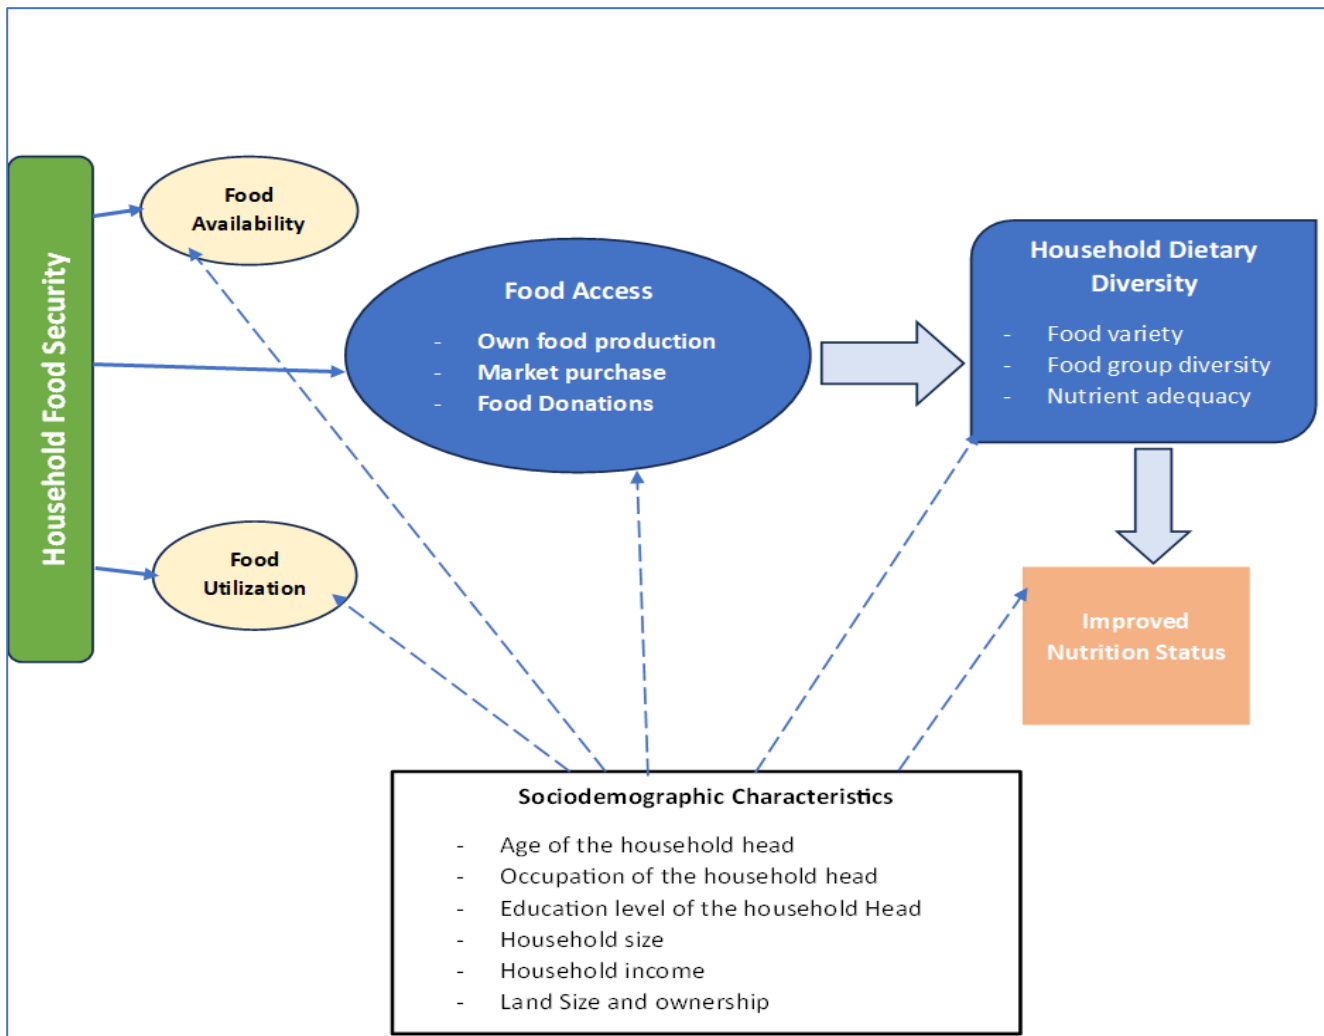 Household Food Security
Food
Availability
Food Access
- Own food production
- Market purchase
- Food Donations
Household Dietary
Diversity
- Food variety
- Food group diversity
- Nutrient adequacy
Food
Utilization
Improved
Nutrition Status
Sociodemographic Characteristics
- Age of the household head
- Occupation of the household head
- Education level of the household Head
- Household size
- Household income
- Land Size and ownership